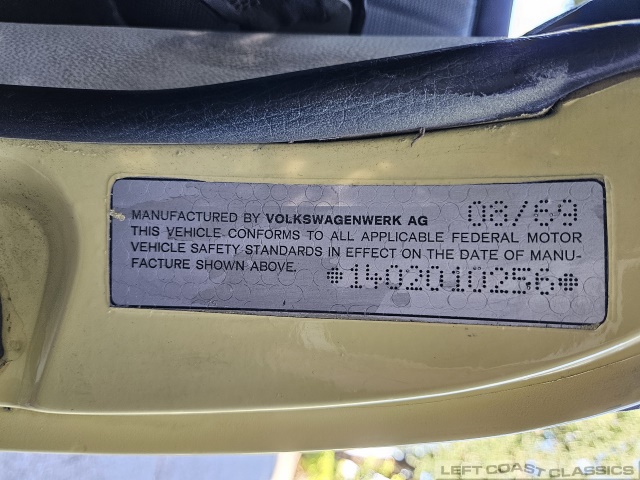 08/69
MANUFACTURED BY VOLKSWAGENWERK AG
THIS VEHICLE CONFORMS TO ALL APPLICABLE FEDERAL MOTOR
VEHICLE SAFETY STANDARDS IN EFFECT ON THE DATE OF MANU-
FACTURE SHOWN ABOVE.
*1402010256*
LEFT COAST CLASSICS